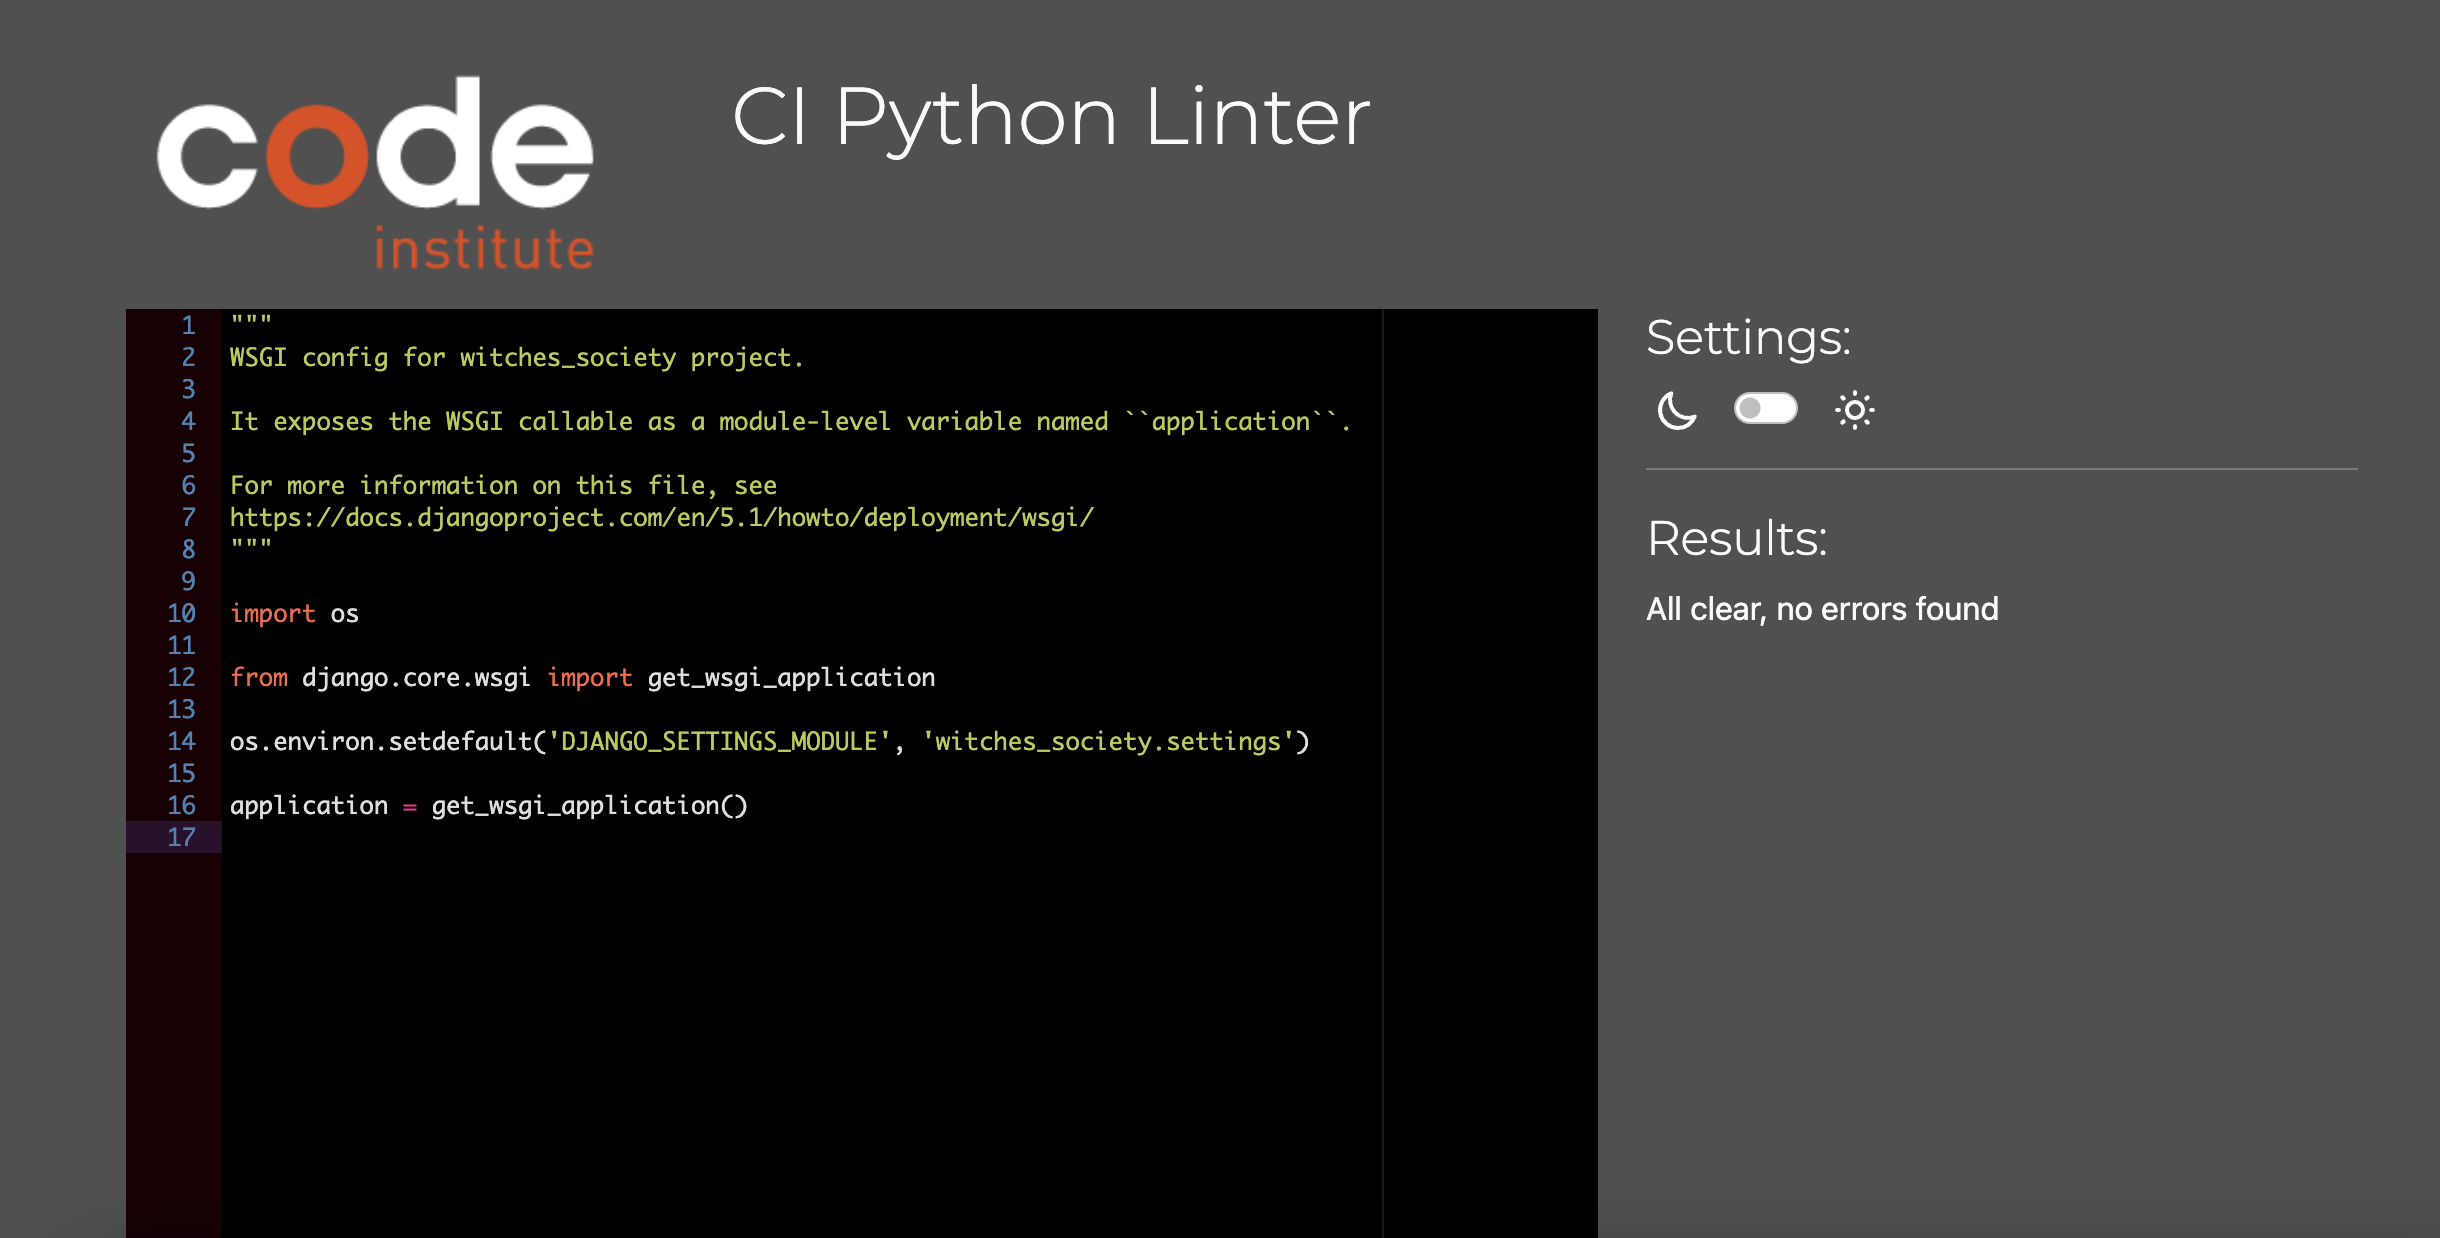 code
institute
CI Python Linter
1 """
2 WSGI config for witches_society project.
3
4 It exposes the WSGI callable as a module-level variable named ``application``.
5
6 For more information on this file, see
7 https://docs.djangoproject.com/en/5.1/howto/deployment/wsgi/
8 """
9
10 import os
11
12 from django.core.wsgi import get_wsgi_application
13
14 os.environ.setdefault('DJANGO_SETTINGS_MODULE', 'witches_society.settings')
15
16 application = get_wsgi_application()
17
Settings:
Results:
All clear, no errors found